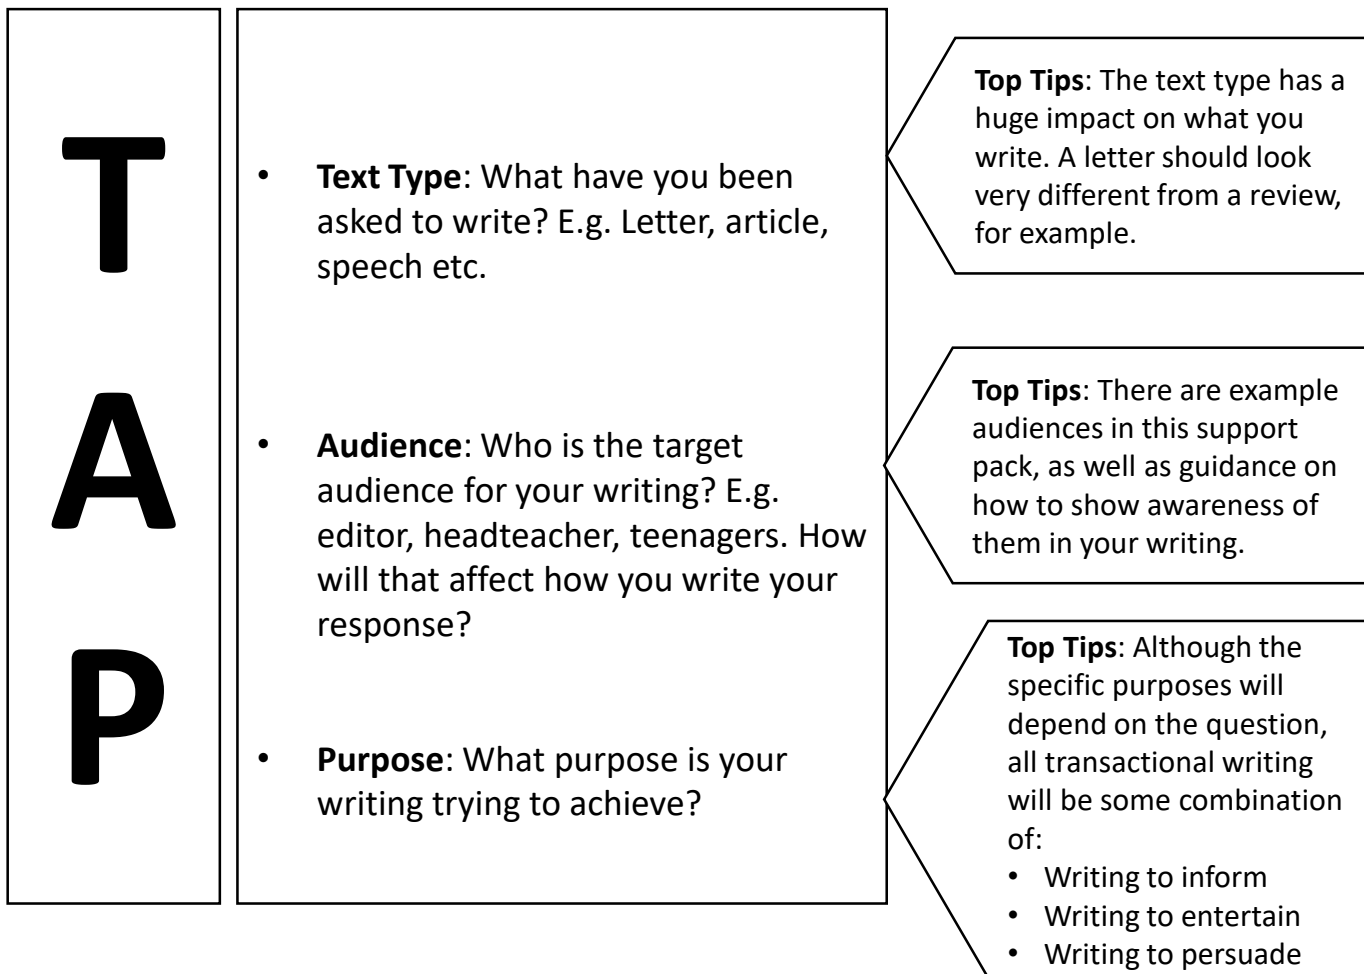 T
A
P
• Text Type: What have you been
asked to write? E.g. Letter, article,
speech etc.
• Audience: Who is the target
audience for your writing? E.g.
editor, headteacher, teenagers. How
will that affect how you write your
response?
• Purpose: What purpose is your
writing trying to achieve?
Top Tips: The text type has a
huge impact on what you
write. A letter should look
very different from a review,
for example.
Top Tips: There are example
audiences in this support
pack, as well as guidance on
how to show awareness of
them in your writing.
Top Tips: Although the
specific purposes will
depend on the question,
all transactional writing
will be some combination
of:
• Writing to inform
• Writing to entertain
• Writing to persuade